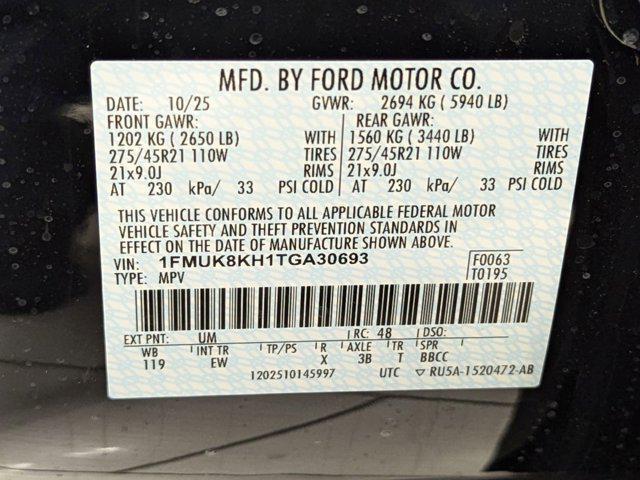 MFD. BY FORD MOTOR CO.
DATE: 10/25 GVWR: 2694 KG ( 5940 LB)
FRONT GAWR: REAR GAWR:
1202 KG ( 2650 LB) WITH 1560 KG ( 3440 LB) WITH
275/45R21 110W TIRES 275/45R21 110W TIRES
21x9.0J RIMS 21x9.0J RIMS
AT 230 kPa/ 33 PSI COLD AT 230 kPa/ 33 PSI COLD
THIS VEHICLE CONFORMS TO ALL APPLICABLE FEDERAL MOTOR
VEHICLE SAFETY AND THEFT PREVENTION STANDARDS IN
EFFECT ON THE DATE OF MANUFACTURE SHOWN ABOVE.
VIN: 1FMUK8KH1TGA30693 F0063
TYPE: MPV T0195
EXT PNT: UM RC: 48 DSO:
WB INT TR TP/PS R AXLE TR SPR
119 EW X 3B T BBCC
1202510145997 UTC ▽ RU5A-1520472-AB